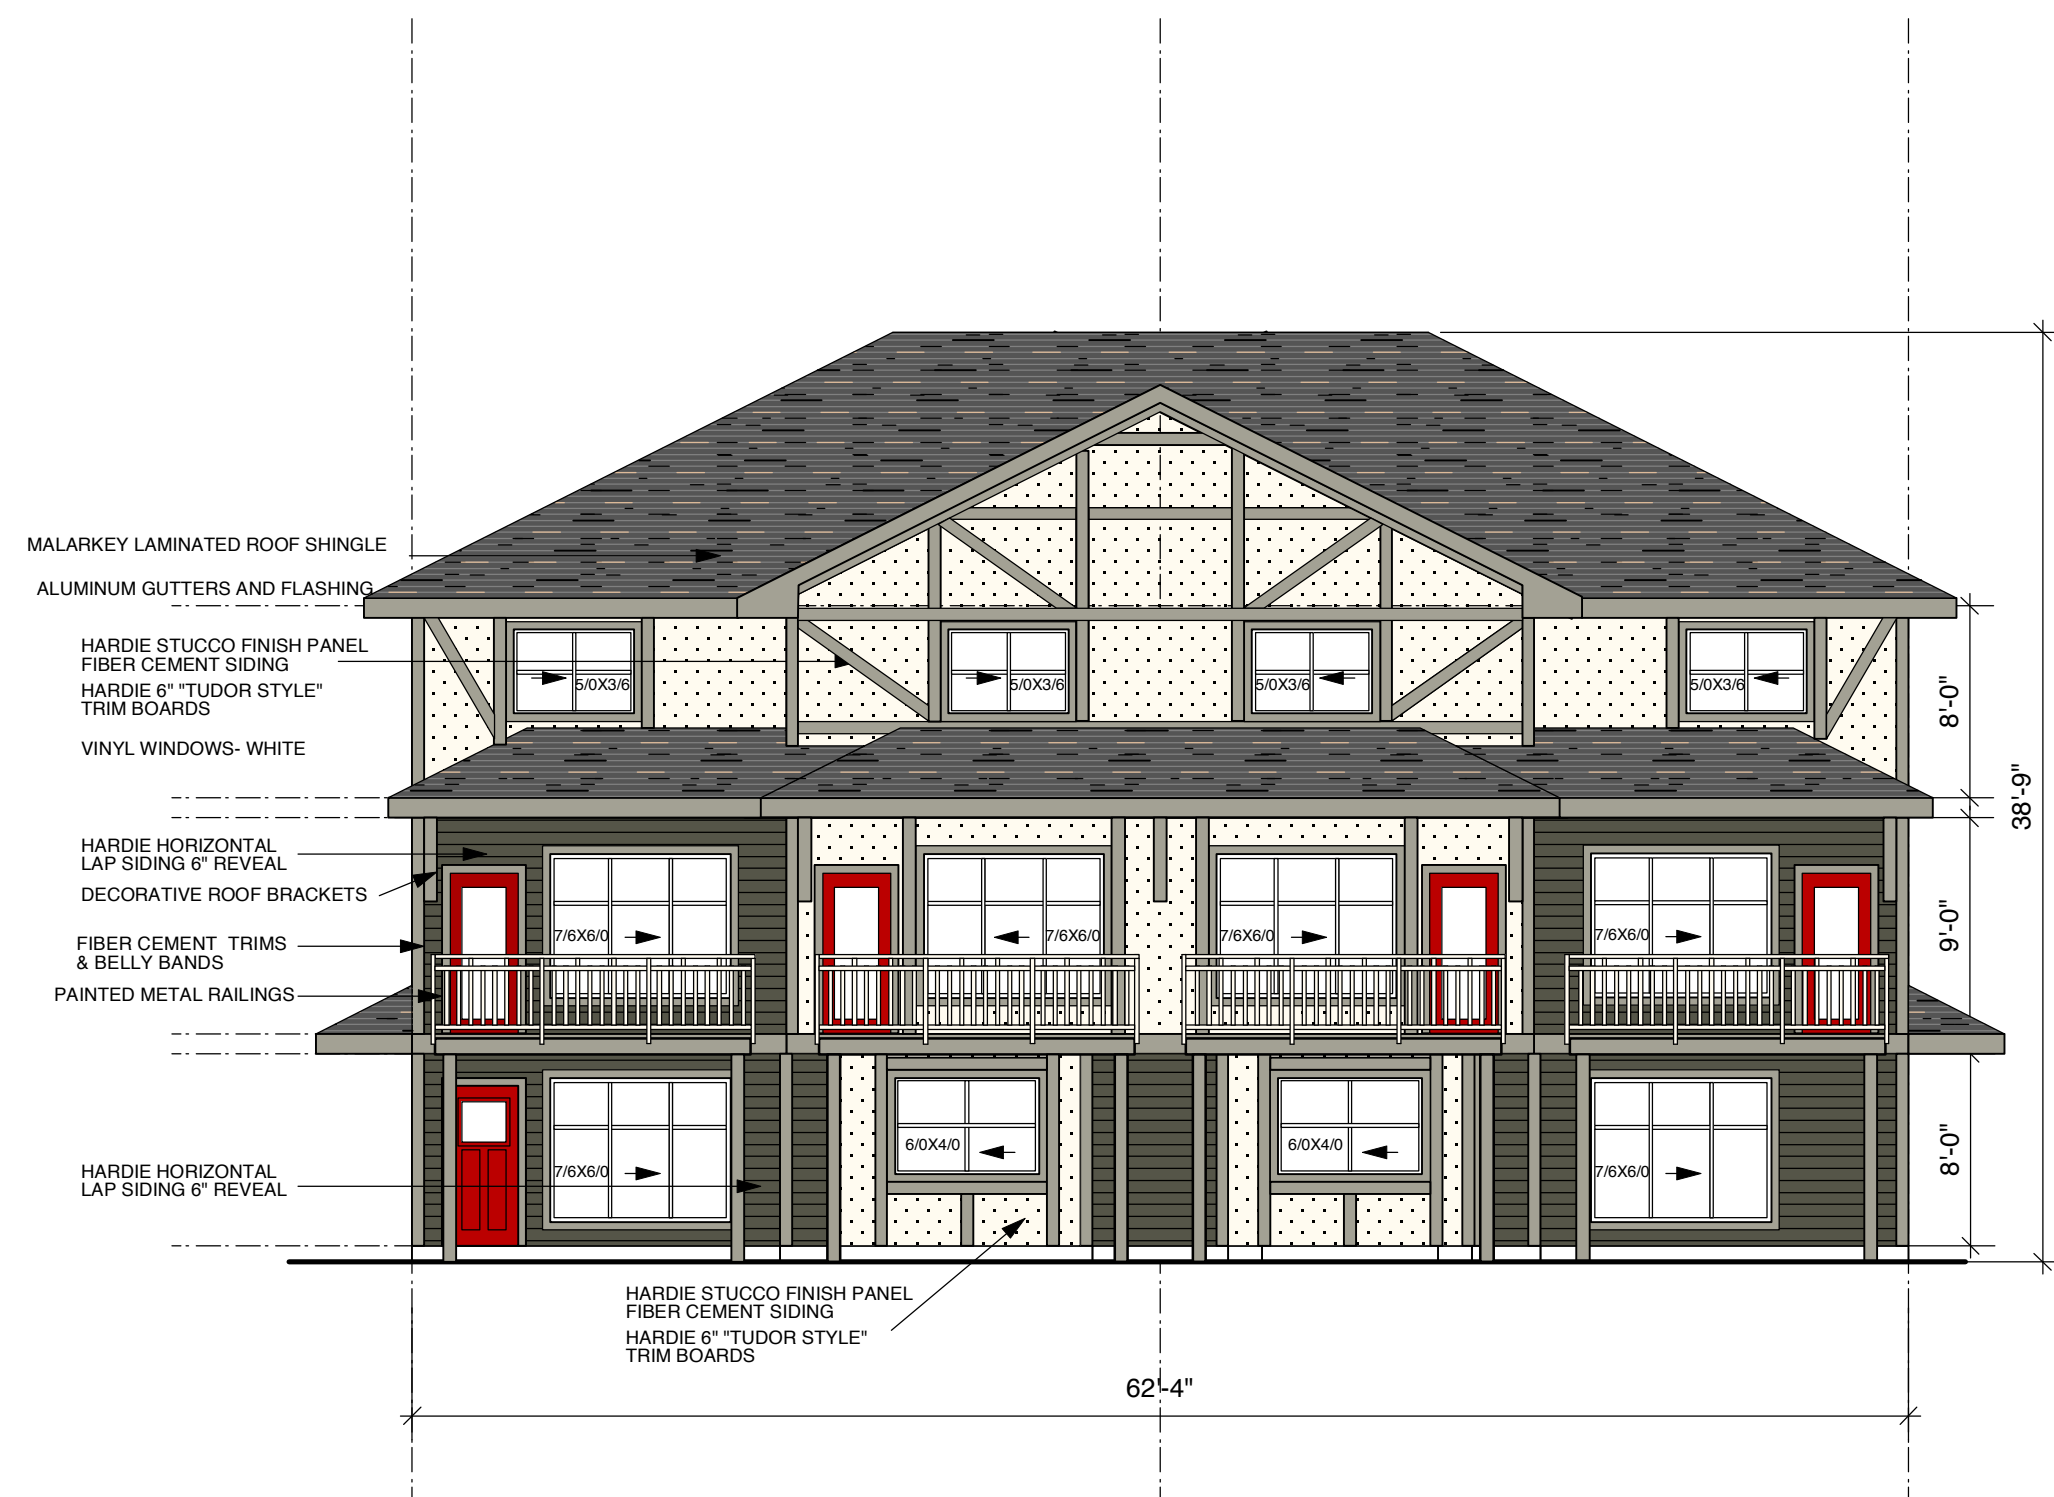 MALARKEY LAMINATED ROOF SHINGLE
ALUMINUM GUTTERS AND FLASHING
HARDIE STUCCO FINISH PANEL
FIBER CEMENT SIDING
HARDIE 6" "TUDOR STYLE"
TRIM BOARDS
5/0X3/6
5/0X3/6
5/0X3/6
5/0X3/6
8'-0"
VINYL WINDOWS- WHITE
38'-9"
HARDIE HORIZONTAL
LAP SIDING 6" REVEAL
DECORATIVE ROOF BRACKETS
7/6X6/0
7/6X6/0
7/6X6/0
7/6X6/0
9'-0"
FIBER CEMENT TRIMS
& BELLY BANDS
PAINTED METAL RAILINGS
6/0X4/0
6/0X4/0
8'-0"
HARDIE HORIZONTAL
LAP SIDING 6" REVEAL
7/6X6/0
7/6X6/0
HARDIE STUCCO FINISH PANEL
FIBER CEMENT SIDING
HARDIE 6" "TUDOR STYLE"
TRIM BOARDS
62'-4"